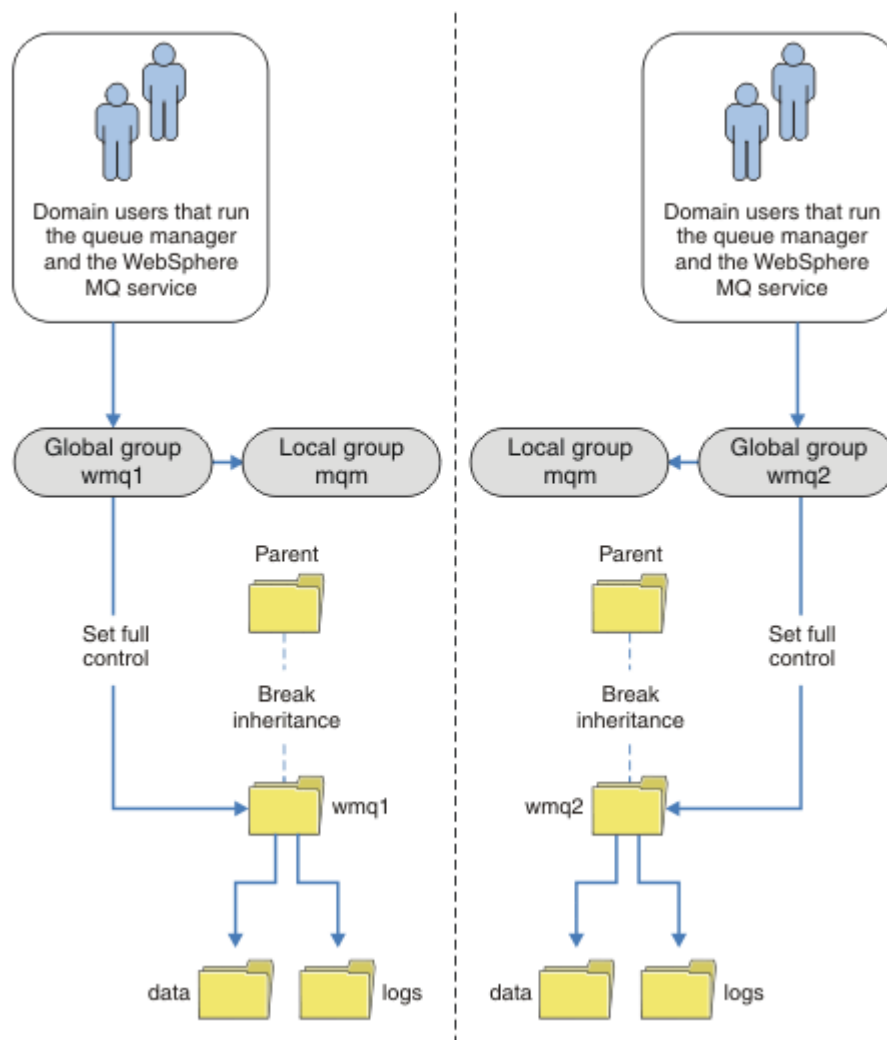 Domain users that run
the queue manager
and the WebSphere
MQ service
Global group
wmq1
Local group
mqm
Parent
Set full
control
Break
inheritance
wmq1
data
logs
Domain users that run
the queue manager
and the WebSphere
MQ service
Local group
mqm
Global group
wmq2
Parent
Set full
control
Break
inheritance
wmq2
data
logs